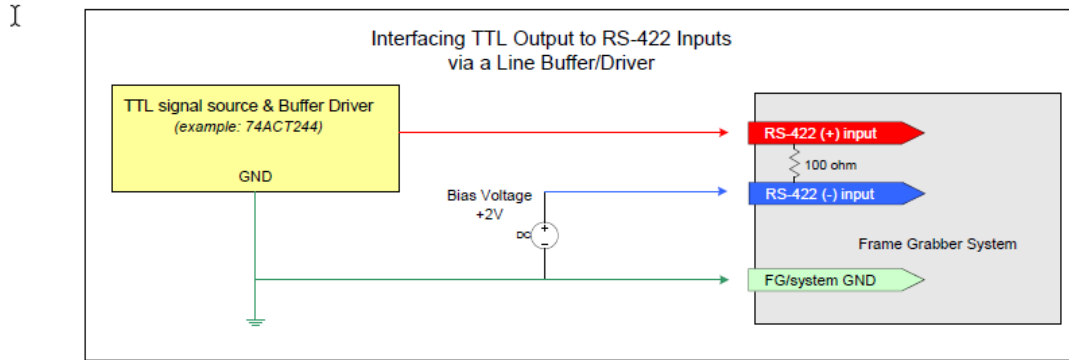 Interfacing TTL Output to RS-422 Inputs
via a Line Buffer/Driver
TTL signal source & Buffer Driver
(example: 74ACT244)
GND
RS-422 (+) input
100 ohm
RS-422 (-) input
Bias Voltage
+2V
DC
+
−
Frame Grabber System
FG/system GND